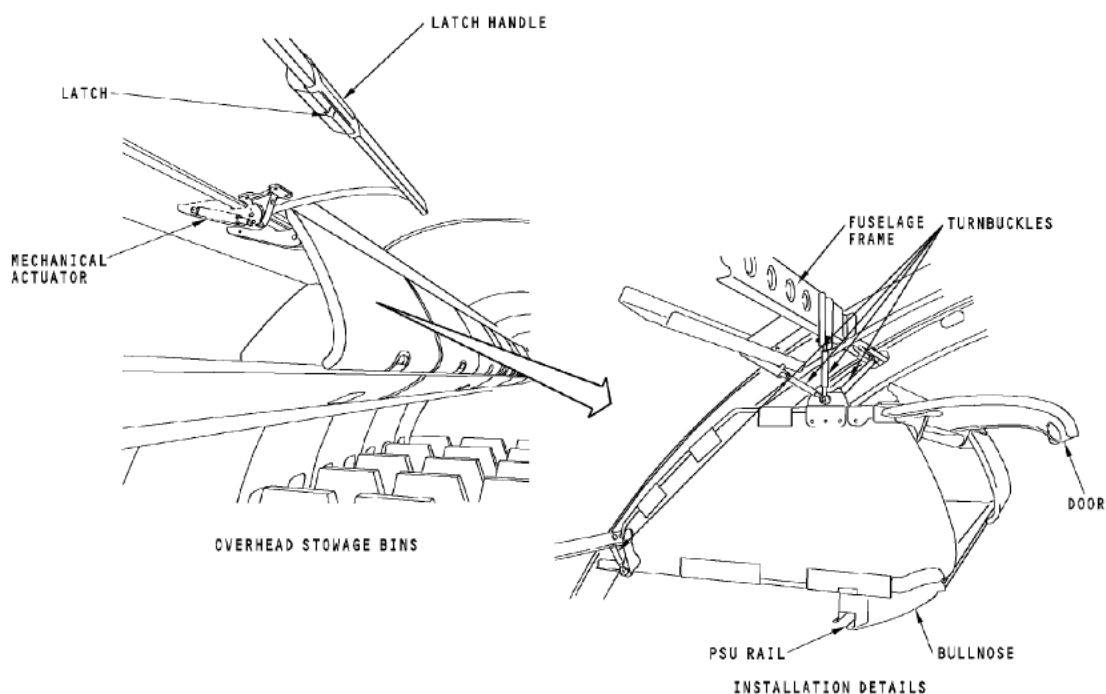 LATCH HANDLE
LATCH
MECHANICAL
ACTUATOR
OVERHEAD STOWAGE BINS
FUSELAGE
FRAME
TURNBUCKLES
DOOR
PSU RAIL
BULLNOSE
INSTALLATION DETAILS